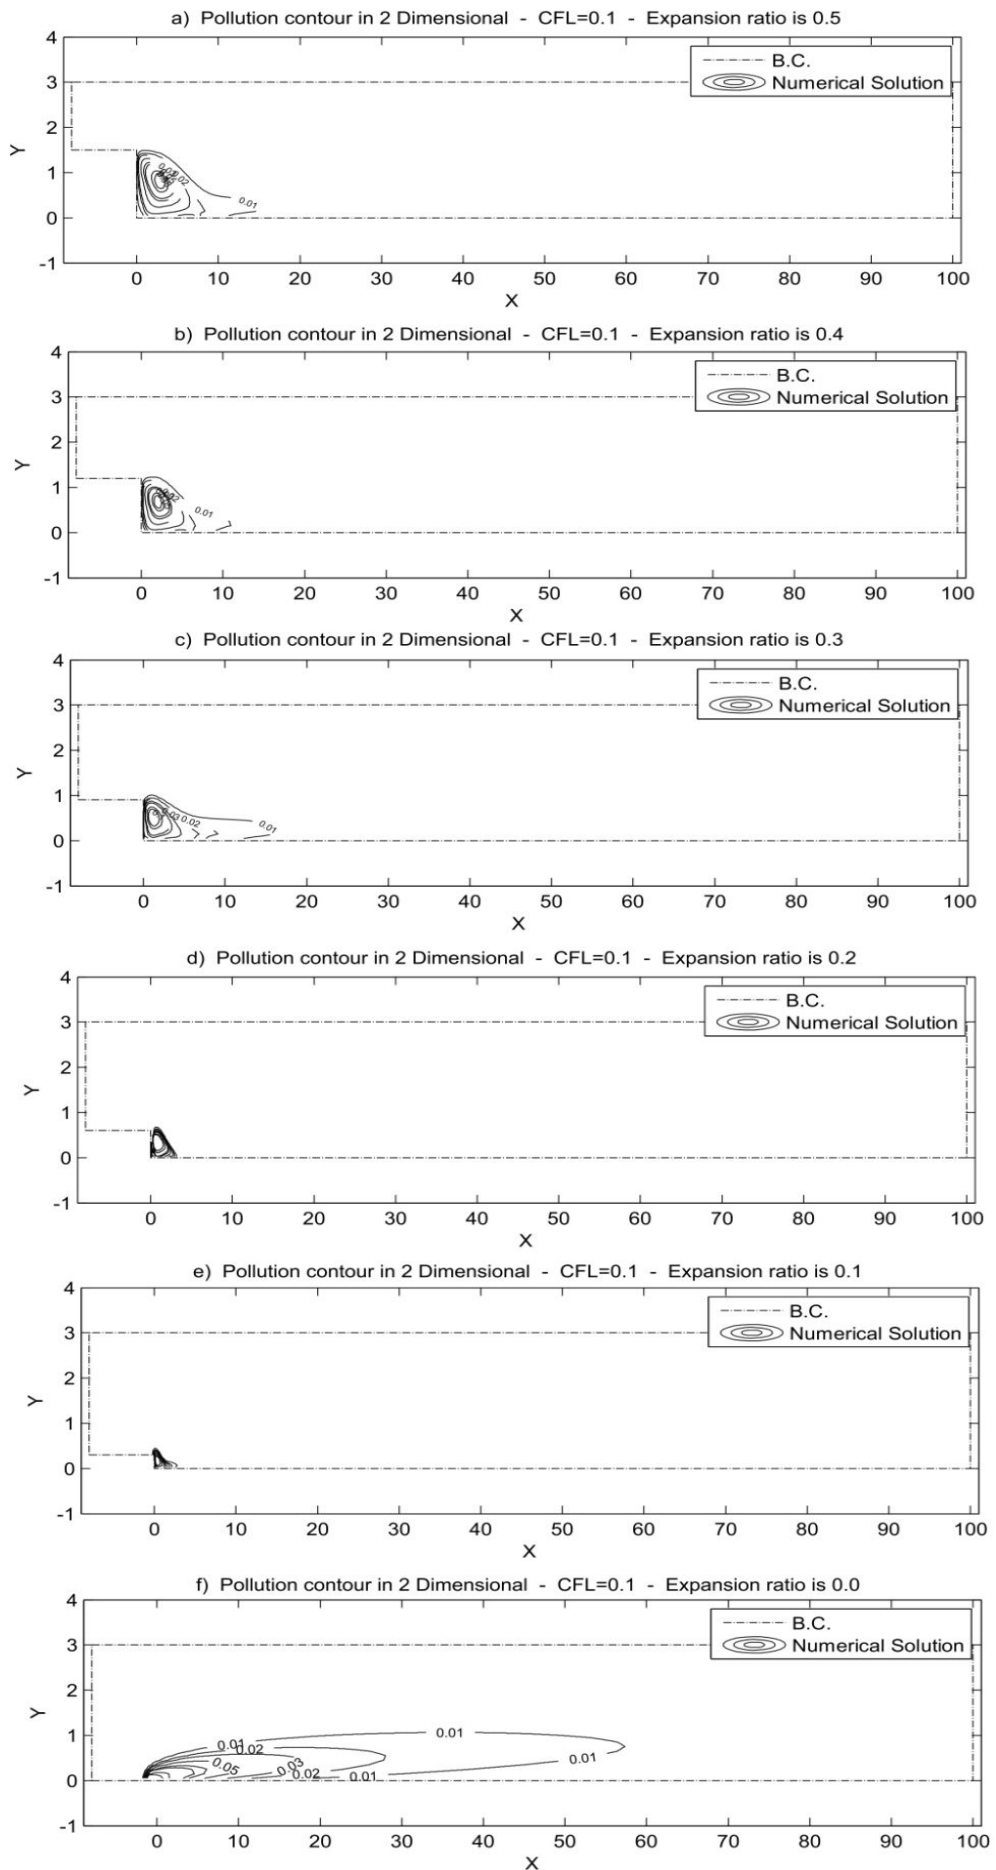 a) Pollution contour in 2 Dimensional - CFL=0.1 - Expansion ratio is 0.5
4
B.C.
3
Numerical Solution
2
Y
1
0.02
0.01
0
-1
0 10 20 30 40 50 60 70 80 90 100
X
b) Pollution contour in 2 Dimensional - CFL=0.1 - Expansion ratio is 0.4
4
B.C.
3
Numerical Solution
2
Y
1
0.02
0.01
0
-1
0 10 20 30 40 50 60 70 80 90 100
X
c) Pollution contour in 2 Dimensional - CFL=0.1 - Expansion ratio is 0.3
4
B.C.
3
Numerical Solution
2
Y
1
0.03 0.02 0.01
0
-1
0 10 20 30 40 50 60 70 80 90 100
X
d) Pollution contour in 2 Dimensional - CFL=0.1 - Expansion ratio is 0.2
4
B.C.
3
Numerical Solution
2
Y
1
0
-1
0 10 20 30 40 50 60 70 80 90 100
X
e) Pollution contour in 2 Dimensional - CFL=0.1 - Expansion ratio is 0.1
4
B.C.
3
Numerical Solution
2
Y
1
0
-1
0 10 20 30 40 50 60 70 80 90 100
X
f) Pollution contour in 2 Dimensional - CFL=0.1 - Expansion ratio is 0.0
4
B.C.
3
Numerical Solution
2
Y
1
0.01 0.02 0.01
0.05 0.03 0.01
0.02 0.01
0
-1
0 10 20 30 40 50 60 70 80 90 100
X